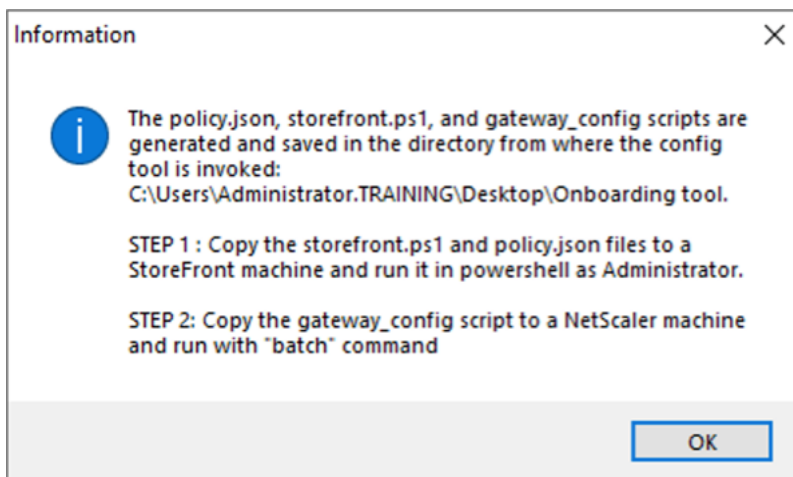 Information
The policy.json, storefront.ps1, and gateway_config scripts are
generated and saved in the directory from where the config
tool is invoked:
C:\Users\Administrator.TRAINING\Desktop\Onboarding tool.
STEP 1 : Copy the storefront.ps1 and policy.json files to a
StoreFront machine and run it in powershell as Administrator.
STEP 2: Copy the gateway_config script to a NetScaler machine
and run with "batch" command
OK